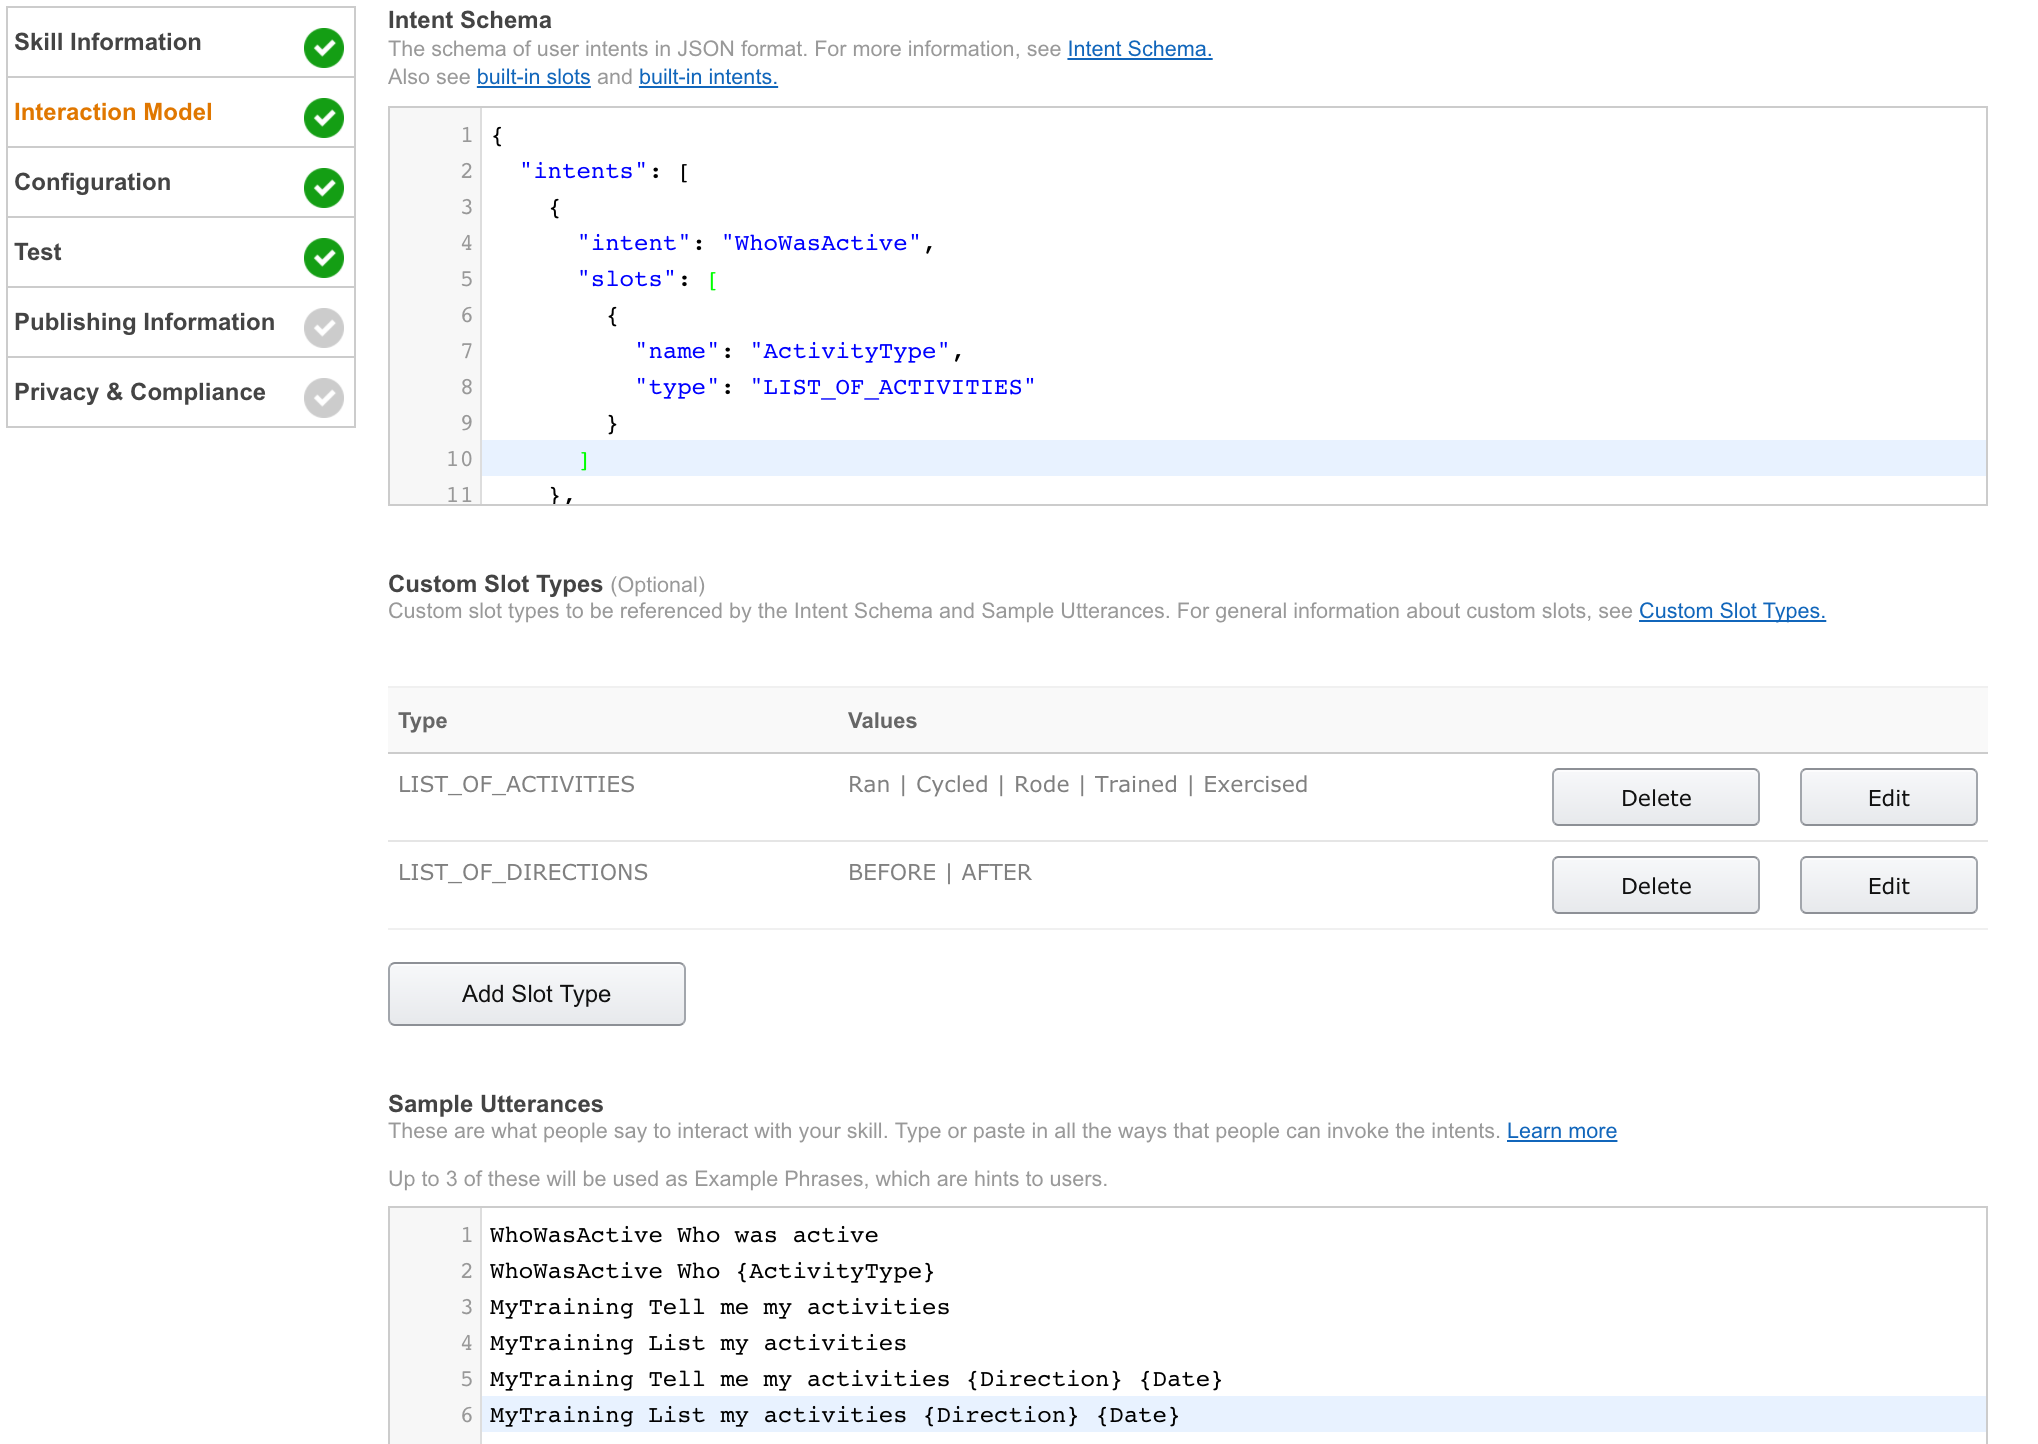 Skill Information
Interaction Model
Configuration
Test
Publishing Information
Privacy & Compliance
Intent Schema
The schema of user intents in JSON format. For more information, see Intent Schema.
Also see built-in slots and built-in intents.
1 {
2 "intents": [
3 {
4 "intent": "WhoWasActive",
5 "slots": [
6 {
7 "name": "ActivityType",
8 "type": "LIST_OF_ACTIVITIES"
9 }
10 ]
11 },
Custom Slot Types (Optional)
Custom slot types to be referenced by the Intent Schema and Sample Utterances. For general information about custom slots, see Custom Slot Types.
Type Values
LIST_OF_ACTIVITIES Ran | Cycled | Rode | Trained | Exercised Delete Edit
LIST_OF_DIRECTIONS BEFORE | AFTER Delete Edit
Add Slot Type
Sample Utterances
These are what people say to interact with your skill. Type or paste in all the ways that people can invoke the intents. Learn more
Up to 3 of these will be used as Example Phrases, which are hints to users.
1 WhoWasActive Who was active
2 WhoWasActive Who {ActivityType}
3 MyTraining Tell me my activities
4 MyTraining List my activities
5 MyTraining Tell me my activities {Direction} {Date}
6 MyTraining List my activities {Direction} {Date}